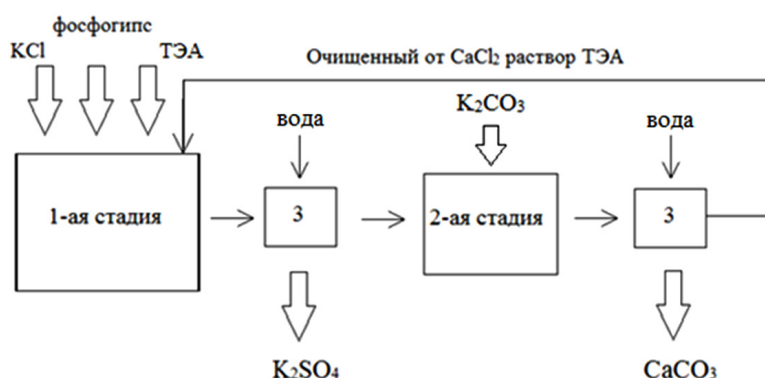 фосфогипс
KCl ТЭА
Очищенный от CaCl₂ раствор ТЭА
K₂CO₃
вода вода
1-ая стадия 3 2-ая стадия 3
K₂SO₄ CaCO₃